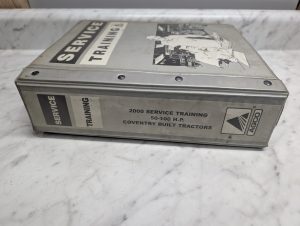 SERVICE
TRAINING &
SERVICE
TRAINING
2000 SERVICE TRAINING
50-100 H.P.
COVENTRY BUILT TRACTORS
AGCO